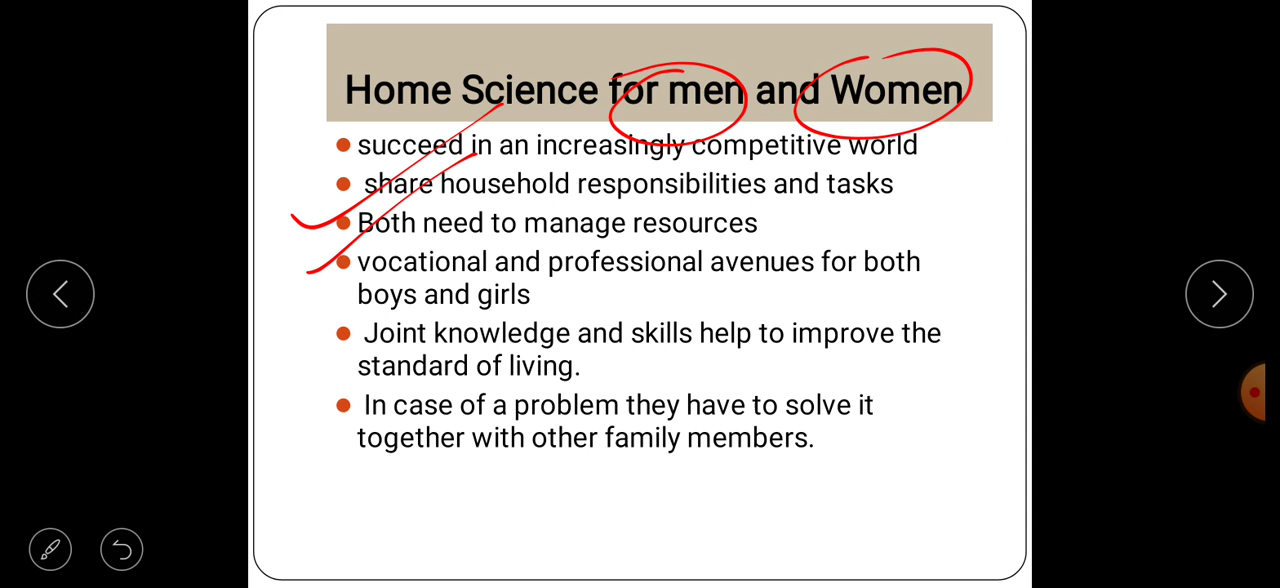 Home Science for men and Women
succeed in an increasingly competitive world
share household responsibilities and tasks
Both need to manage resources
vocational and professional avenues for both
boys and girls
Joint knowledge and skills help to improve the
standard of living.
In case of a problem they have to solve it
together with other family members.